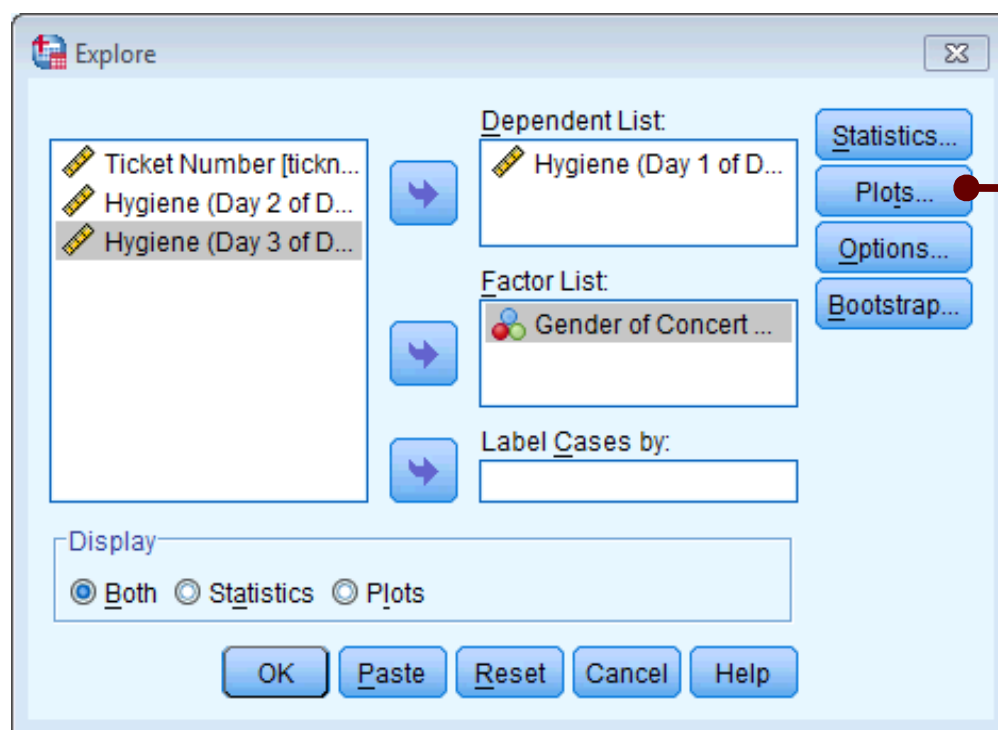 Explore
Ticket Number [tickn...
Hygiene (Day 2 of D...
Hygiene (Day 3 of D...
Dependent List:
Hygiene (Day 1 of D...
Factor List:
Gender of Concert ...
Label Cases by:
Statistics...
Plots...
Options...
Bootstrap...
Display
Both Statistics Plots
OK Paste Reset Cancel Help